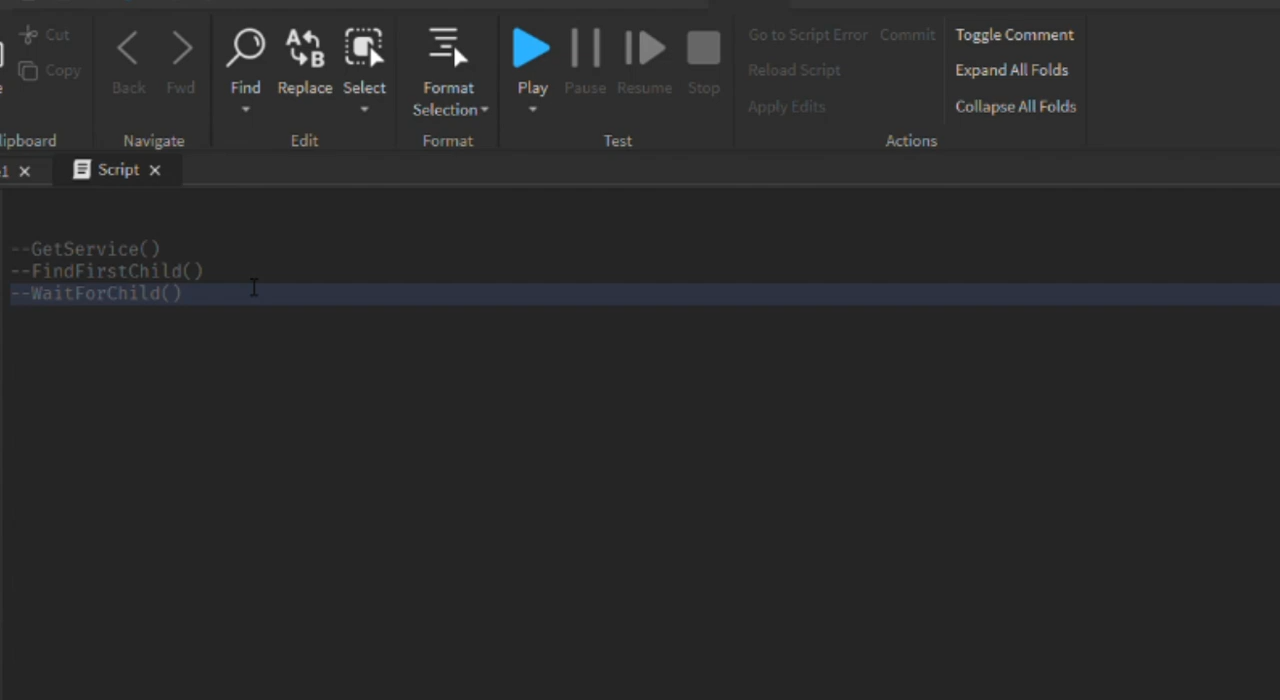 Cut
Copy
Back
Fwd
Find
Replace
Select
Format
Selection
Play
Pause
Resume
Stop
Go to Script Error
Commit
Reload Script
Apply Edits
Toggle Comment
Expand All Folds
Collapse All Folds
lipboard
Navigate
Edit
Format
Test
Actions
1
Script
--GetService()
--FindFirstChild()
--WaitForChild()